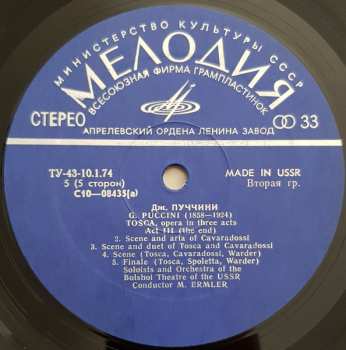 МИНИСТЕРСТВО КУЛЬТУРЫ СССР
МЕЛОДИЯ
ВСЕСОЮЗНАЯ ФИРМА ГРАМПЛАСТИНОК
СТЕРЕО
33
АПРЕЛЕВСКИЙ ОРДЕНА ЛЕНИНА ЗАВОД
ТУ-43-10.1.74
MADE IN USSR
5 (5 сторон)
Вторая гр.
С10—08435(а)
Дж. ПУЧЧИНИ
G. PUCCINI (1858—1924)
TOSCA, opera in three acts
Act III (the end)
2. Scene and aria of Cavaradossi
3. Scene and duet of Tosca and Cavaradossi
4. Scene (Tosca, Cavaradossi, Warder)
5. Finale (Tosca, Spoletta, Warder)
Soloists and Orchestra of the
Bolshoi Theatre of the USSR
Conductor M. ERMLER